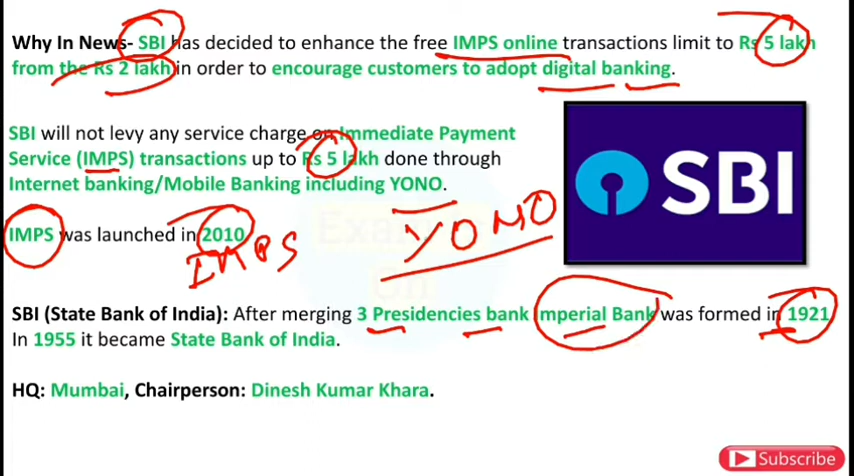 Why In News- SBI has decided to enhance the free IMPS online transactions limit to Rs 5 lakh
from the Rs 2 lakh in order to encourage customers to adopt digital banking.
SBI will not levy any service charge on Immediate Payment
Service (IMPS) transactions up to Rs 5 lakh done through
Internet banking/Mobile Banking including YONO.
SBI
YONO
IMPS was launched in 2010
IMPS
SBI (State Bank of India): After merging 3 Presidencies bank Imperial Bank was formed in 1921
In 1955 it became State Bank of India.
HQ: Mumbai, Chairperson: Dinesh Kumar Khara.
Subscribe